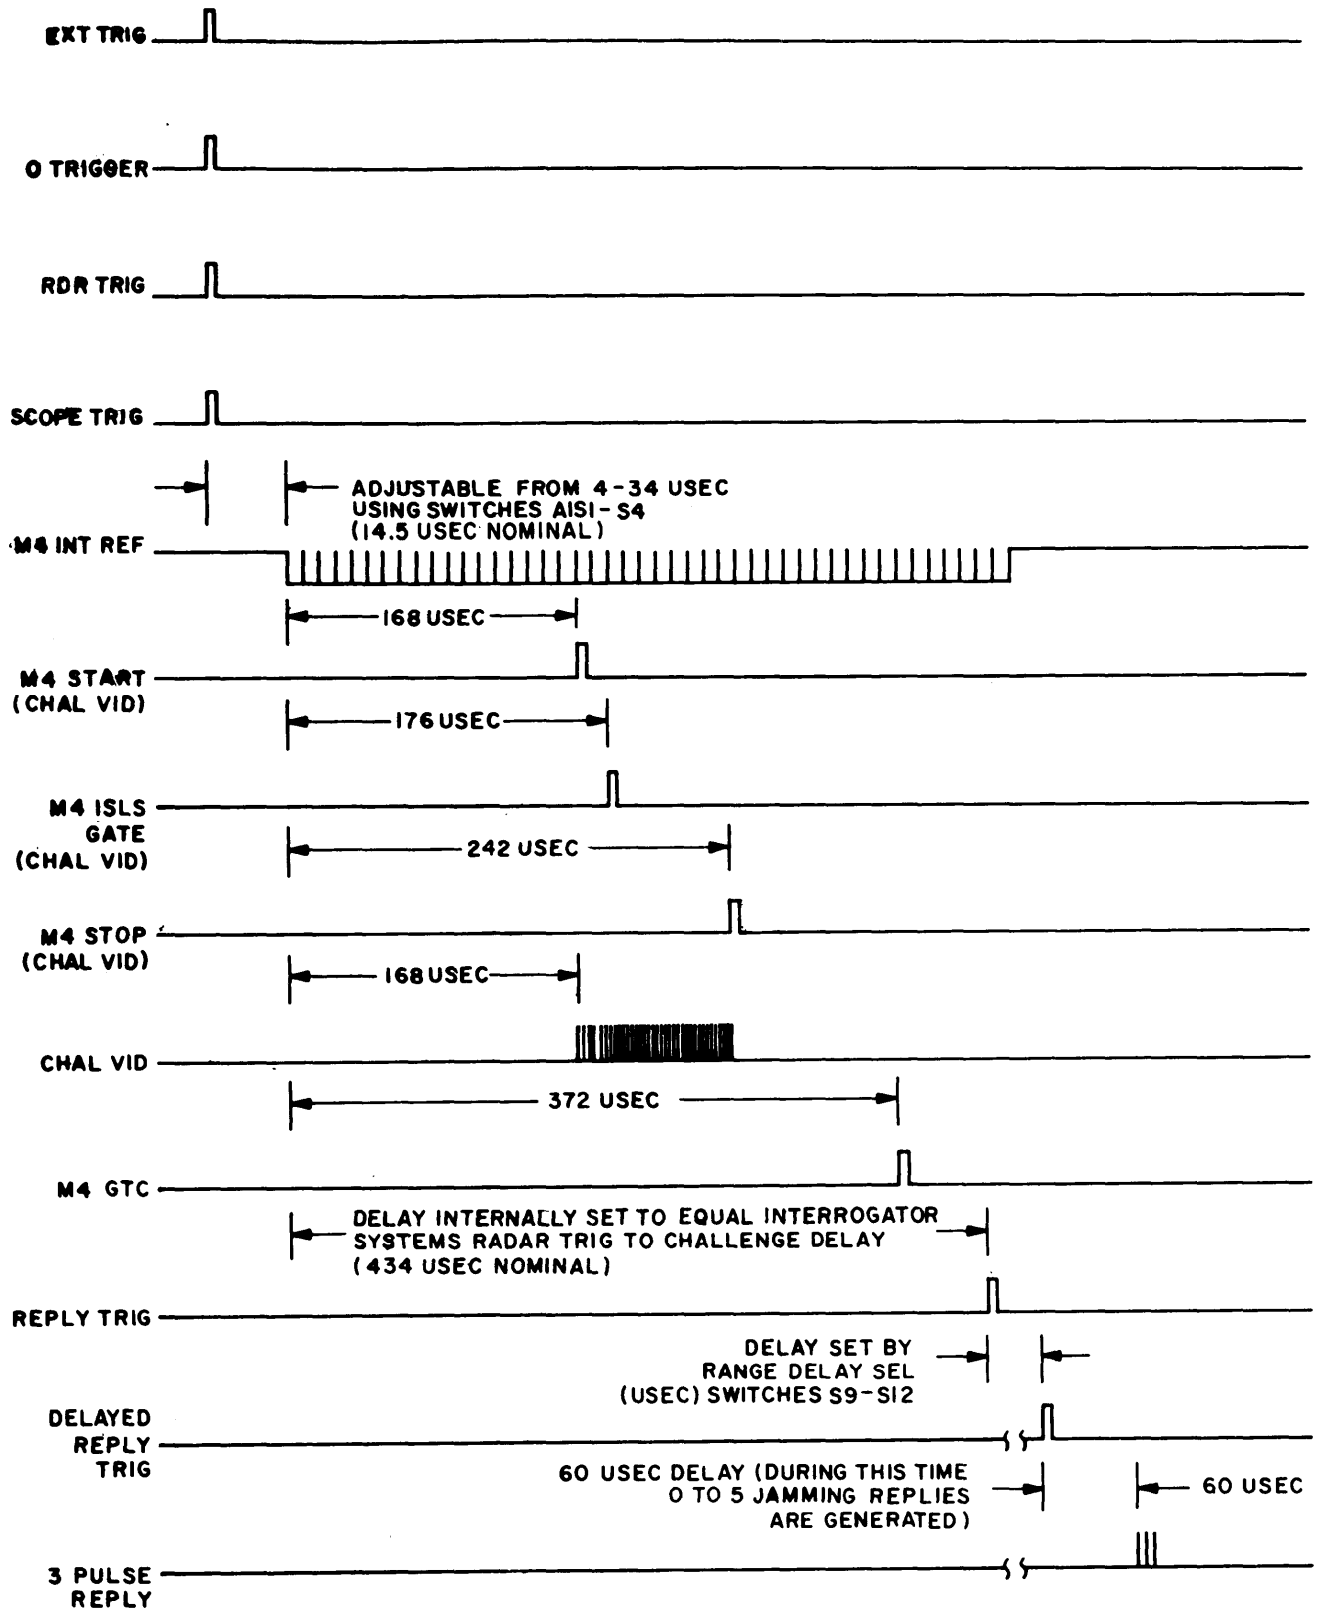 EXT TRIG
O TRIGGER
RDR TRIG
SCOPE TRIG
ADJUSTABLE FROM 4-34 USEC
USING SWITCHES A1S1-S4
(14.5 USEC NOMINAL)
M4 INT REF
168 USEC
M4 START
(CHAL VID)
176 USEC
M4 ISLS
GATE
(CHAL VID)
242 USEC
M4 STOP
(CHAL VID)
168 USEC
CHAL VID
372 USEC
M4 GTC
DELAY INTERNALLY SET TO EQUAL INTERROGATOR
SYSTEMS RADAR TRIG TO CHALLENGE DELAY
(434 USEC NOMINAL)
REPLY TRIG
DELAY SET BY
RANGE DELAY SEL
(USEC) SWITCHES S9-S12
DELAYED
REPLY
TRIG
60 USEC DELAY (DURING THIS TIME
0 TO 5 JAMMING REPLIES
ARE GENERATED)
60 USEC
3 PULSE
REPLY